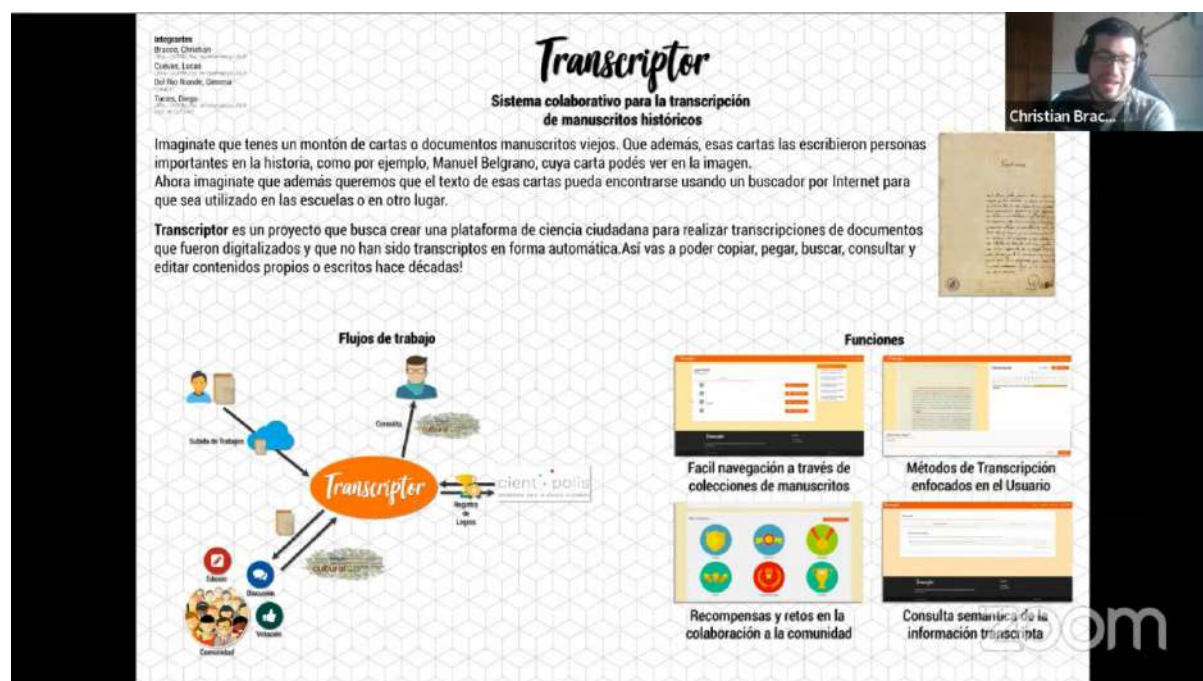 Integrantes
Bracco, Christian
Cuevas, Lucas
Del Rio Riande, Gimena
Torres, Diego
Transcriptor
Sistema colaborativo para la transcripción
de manuscritos históricos
Christian Brac...
Imaginate que tenes un montón de cartas o documentos manuscritos viejos. Que además, esas cartas las escribieron personas
importantes en la historia, como por ejemplo, Manuel Belgrano, cuya carta podés ver en la imagen.
Ahora imaginate que además queremos que el texto de esas cartas pueda encontrarse usando un buscador por Internet para
que sea utilizado en las escuelas o en otro lugar.
Transcriptor es un proyecto que busca crear una plataforma de ciencia ciudadana para realizar transcripciones de documentos
que fueron digitalizados y que no han sido transcriptos en forma automática.Así vas a poder copiar, pegar, buscar, consultar y
editar contenidos propios o escritos hace décadas!
Flujos de trabajo
Subida de Trabajos
Consulta
cultural
Transcriptor
Registro
de
Logros
cient polis
Edicion
Discusión
Votación
Comunidad
cultural
Funciones
Facil navegación a través de
colecciones de manuscritos
Métodos de Transcripción
enfocados en el Usuario
Recompensas y retos en la
colaboración a la comunidad
Consulta semantica de la
información transcripta
zoom